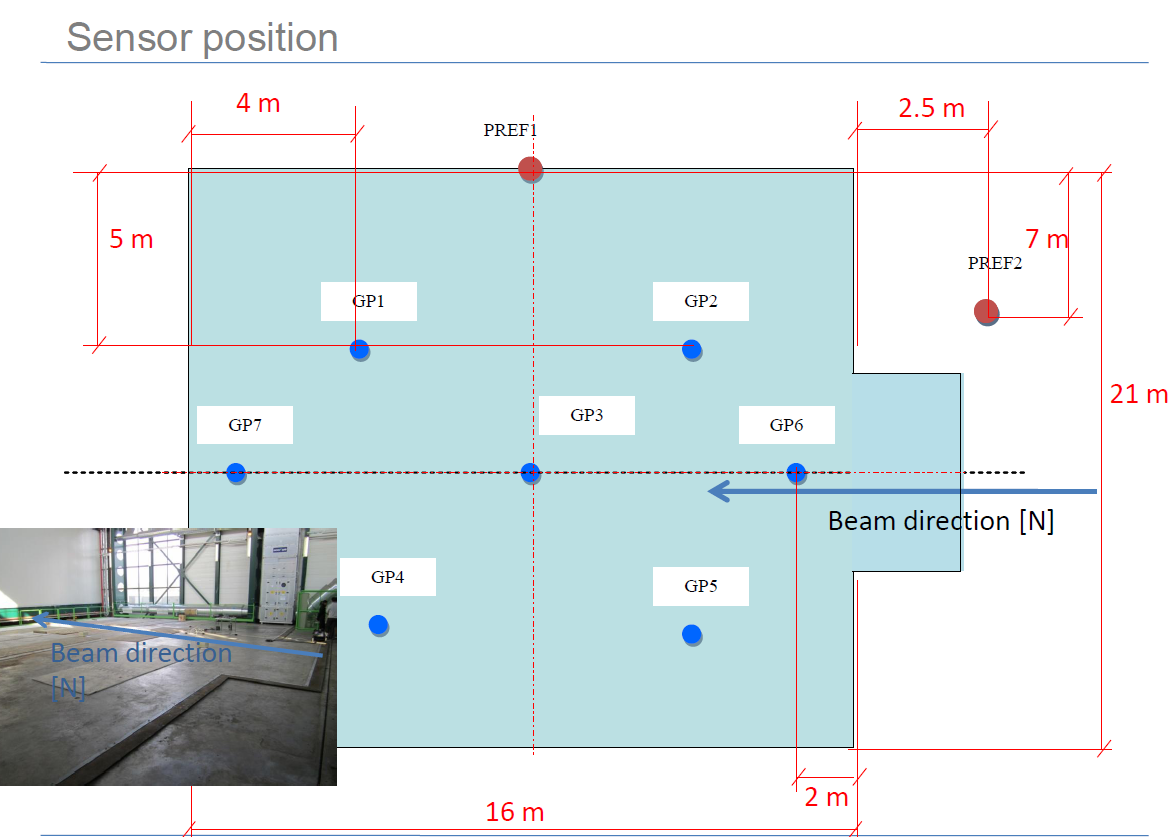 Sensor position
4 m
2.5 m
PREF1
5 m
7 m
PREF2
GP1
GP2
21 m
GP7
GP3
GP6
Beam direction [N]
GP4
GP5
Beam direction
[N]
2 m
16 m